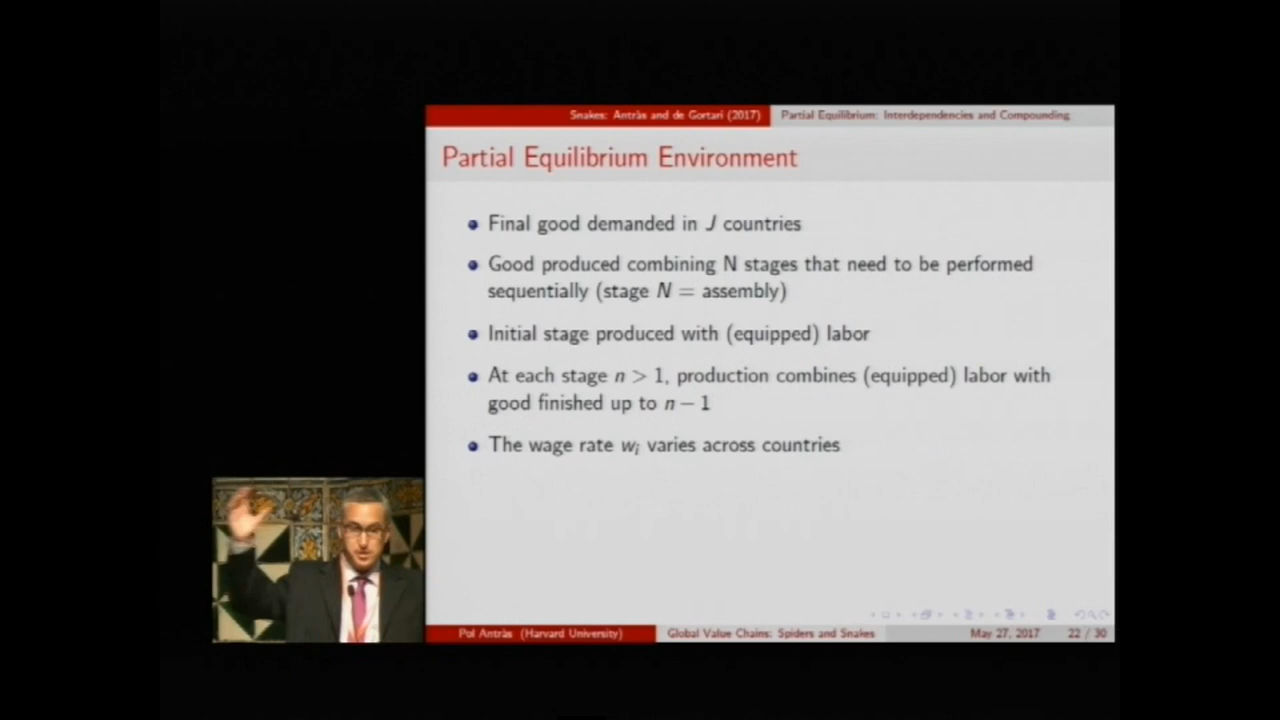 Snakes: Antràs and de Gortari (2017)
Partial Equilibrium: Interdependencies and Compounding
Partial Equilibrium Environment
Final good demanded in J countries
Good produced combining N stages that need to be performed
sequentially (stage N = assembly)
Initial stage produced with (equipped) labor
At each stage n > 1, production combines (equipped) labor with
good finished up to n − 1
The wage rate wᵢ varies across countries
Pol Antràs (Harvard University)
Global Value Chains: Spiders and Snakes
May 27, 2017
22 / 30